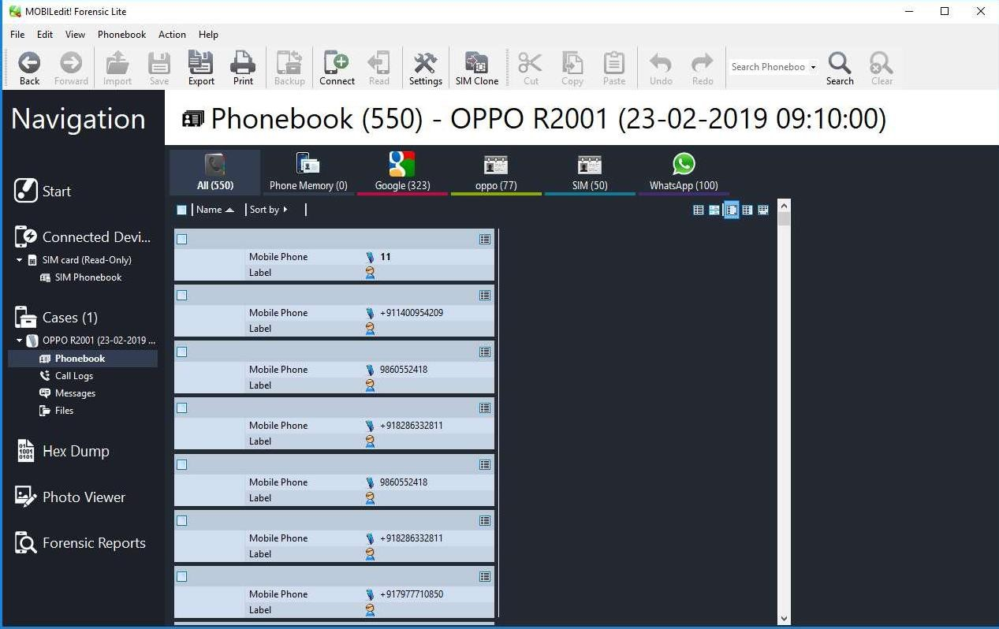 MOBILedit! Forensic Lite
File Edit View Phonebook Action Help
Back Forward Import Save Export Print Backup Connect Read Settings SIM Clone Cut Copy Paste Undo Redo Search Phoneboo Search Clear
Navigation
Phonebook (550) - OPPO R2001 (23-02-2019 09:10:00)
Start
Connected Devi...
SIM card (Read-Only)
SIM Phonebook
Cases (1)
OPPO R2001 (23-02-2019 ...
Phonebook
Call Logs
Messages
Files
Hex Dump
Photo Viewer
Forensic Reports
All (550) Phone Memory (0) Google (323) oppo (77) SIM (50) WhatsApp (100)
Name Sort by
Mobile Phone 11
Label
Mobile Phone +911400954209
Label
Mobile Phone 9860552418
Label
Mobile Phone +918286332811
Label
Mobile Phone 9860552418
Label
Mobile Phone +918286332811
Label
Mobile Phone +917977710850
Label